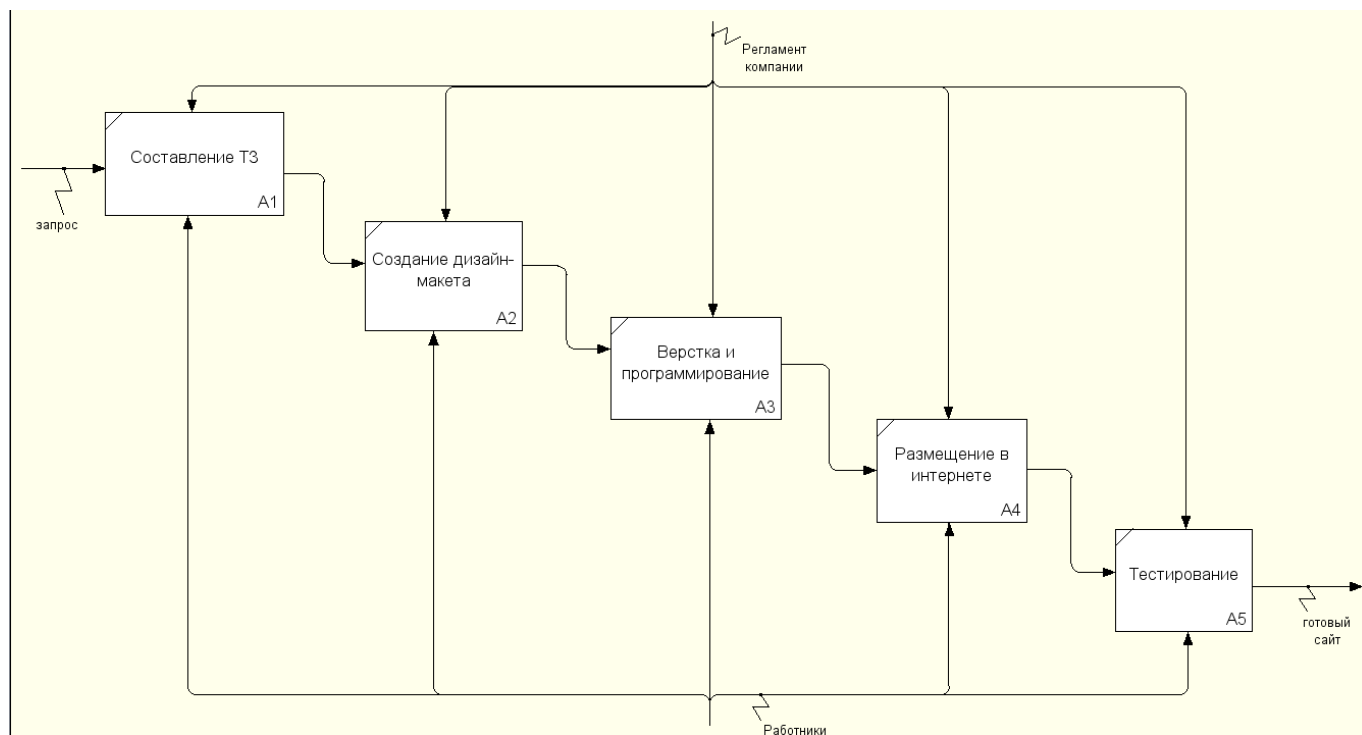 Регламент
компании
Составление ТЗ
A1
запрос
Создание дизайн-
макета
A2
Верстка и
программирование
A3
Размещение в
интернете
A4
Тестирование
A5
готовый
сайт
Работники